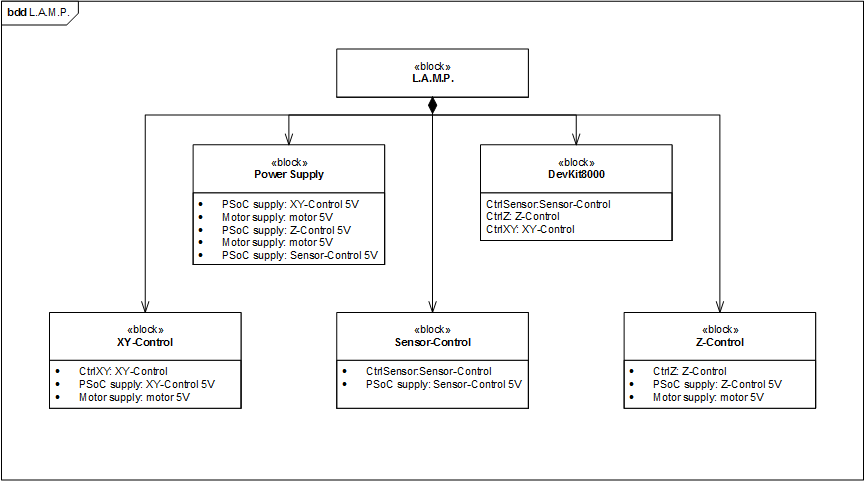 bdd L.A.M.P.
«block»
L.A.M.P.
«block»
Power Supply
• PSoC supply: XY-Control 5V
• Motor supply: motor 5V
• PSoC supply: Z-Control 5V
• Motor supply: motor 5V
• PSoC supply: Sensor-Control 5V
«block»
DevKit8000
CtrlSensor:Sensor-Control
CtrlZ: Z-Control
CtrlXY: XY-Control
«block»
XY-Control
• CtrlXY: XY-Control
• PSoC supply: XY-Control 5V
• Motor supply: motor 5V
«block»
Sensor-Control
• CtrlSensor:Sensor-Control
• PSoC supply: Sensor-Control 5V
«block»
Z-Control
• CtrlZ: Z-Control
• PSoC supply: Z-Control 5V
• Motor supply: motor 5V